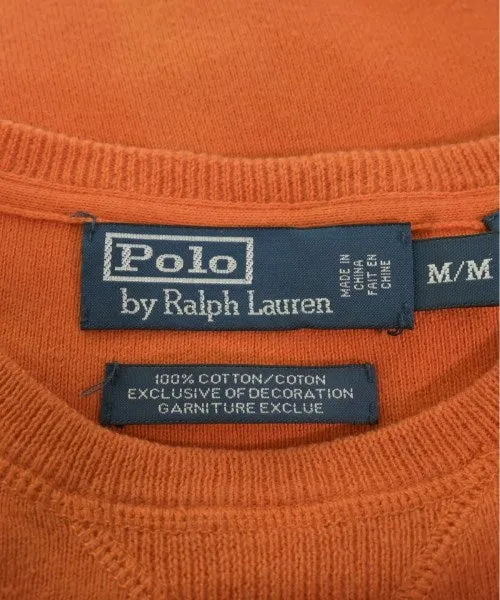 Polo
by Ralph Lauren
MADE IN
CHINA
FAIT EN
CHINE
M/M
100% COTTON/COTON
EXCLUSIVE OF DECORATION
GARNITURE EXCLUE